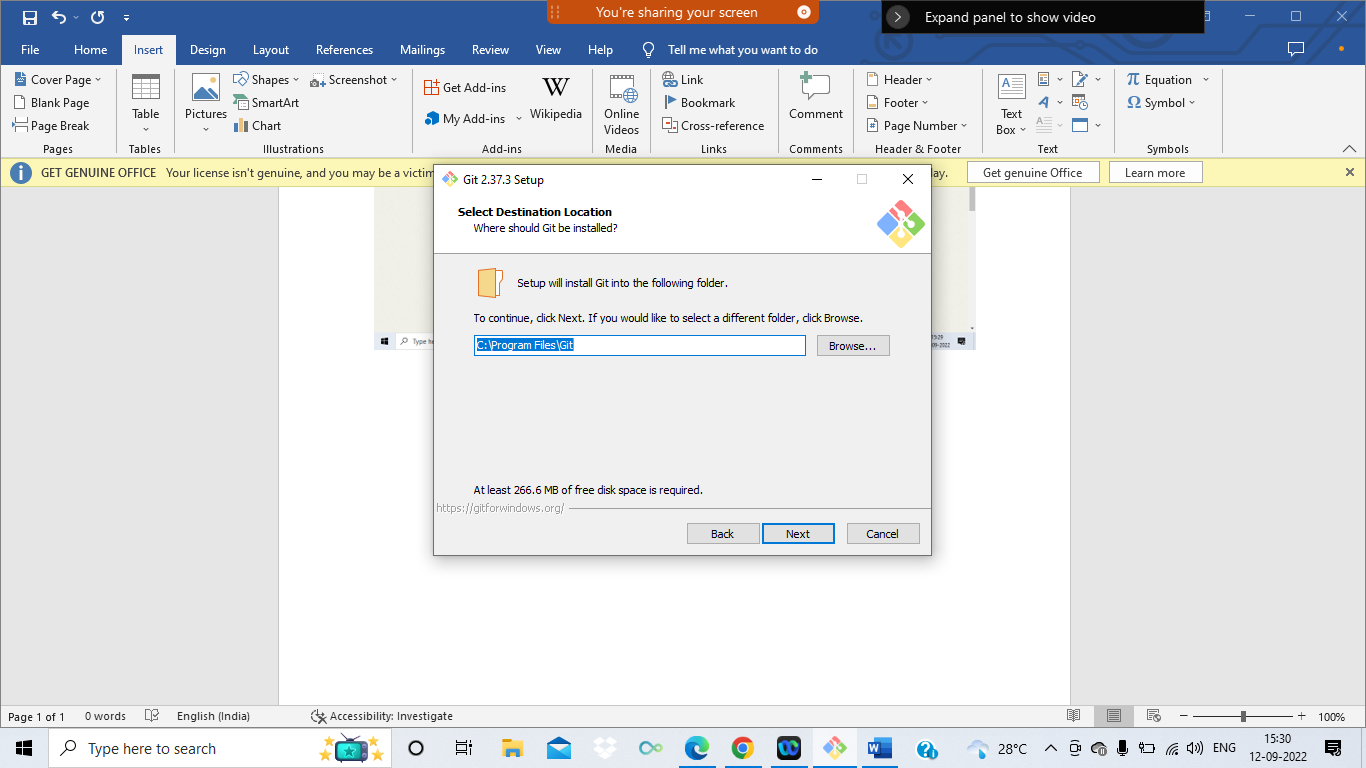 You're sharing your screen
Expand panel to show video
File Home Insert Design Layout References Mailings Review View Help Tell me what you want to do
Cover Page
Blank Page
Page Break
Pages
Table
Tables
Pictures
Shapes
SmartArt
Chart
Screenshot
Illustrations
Get Add-ins
My Add-ins
W
Wikipedia
Add-ins
Online
Videos
Media
Link
Bookmark
Cross-reference
Links
Comment
Comments
Header
Footer
Page Number
Header & Footer
Text
Box
Text
π Equation
Ω Symbol
Symbols
GET GENUINE OFFICE Your license isn't genuine, and you may be a victim
Get genuine Office
Learn more
Git 2.37.3 Setup
Select Destination Location
Where should Git be installed?
Setup will install Git into the following folder.
To continue, click Next. If you would like to select a different folder, click Browse.
C:\Program Files\Git
Browse...
At least 266.6 MB of free disk space is required.
https://gitforwindows.org/
Back Next Cancel
Page 1 of 1 0 words English (India) Accessibility: Investigate 100%
Type here to search
28°C
ENG
15:30
12-09-2022